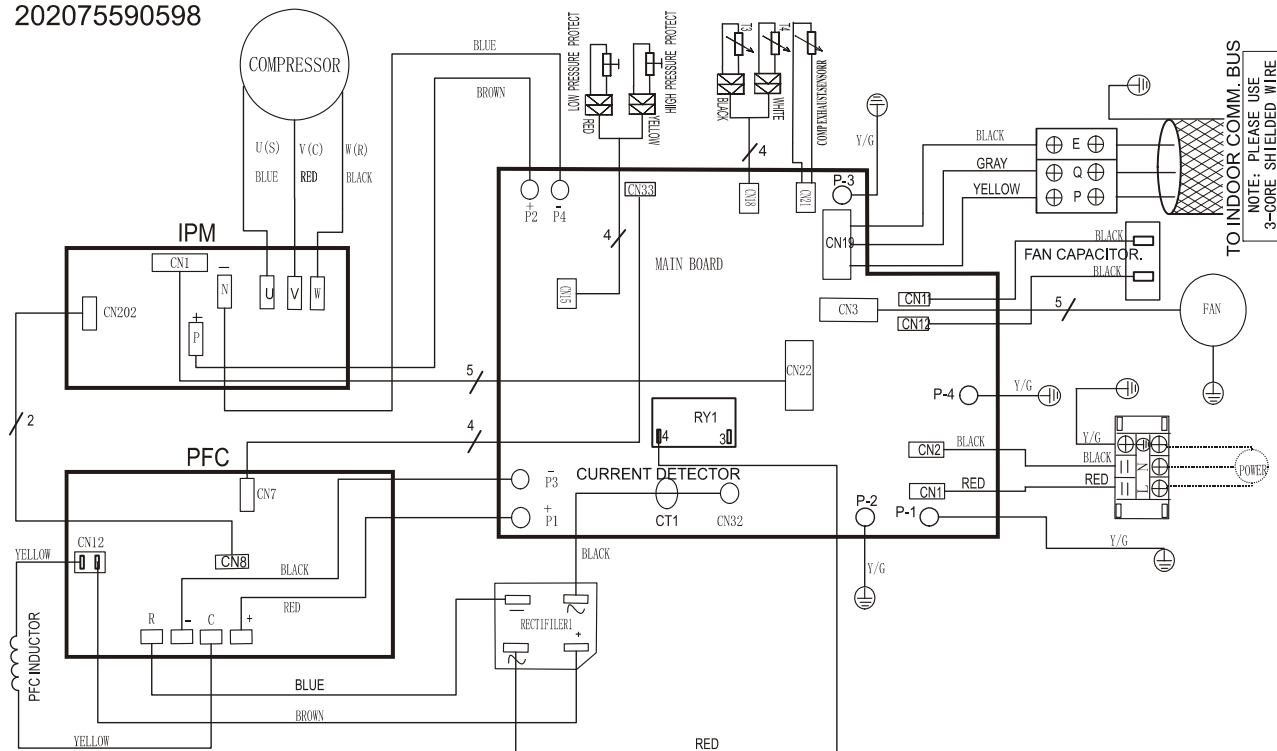 202075590598
COMPRESSOR
U(S)
V(C)
W(R)
BLUE
RED
BLACK
BLUE
BROWN
LOW PRESSURE PROTECT
HIIGH PRESSURE PROTECT
RED
YELLOW
4
T3
T4
COMP.EXHAUSTSENSORR
BLACK
WHITE
4
Y/G
BLACK
GRAY
YELLOW
E
Q
P
TO INDOOR COMM. BUS
NOTE: PLEASE USE
3-CORE SHIELDED WIRE
IPM
CN1
CN202
N
P
+
-
U
V
W
+
P2
-
P4
CN33
CN18
CN21
P-3
CN19
MAIN BOARD
CN15
CN3
CN11
CN12
BLACK
FAN CAPACITOR.
BLACK
5
FAN
5
CN22
2
4
RY1
4
3
P-4
Y/G
CN2
BLACK
CN1
RED
Y/G
BLACK
RED
N
L
POWER
PFC
CN7
-
P3
+
P1
CURRENT DETECTOR
CT1
CN32
P-2
P-1
Y/G
Y/G
CN12
YELLOW
CN8
BLACK
RED
R
-
C
+
BLACK
RECTIFILER1
+
PFC INDUCTOR
BLUE
BROWN
YELLOW
RED